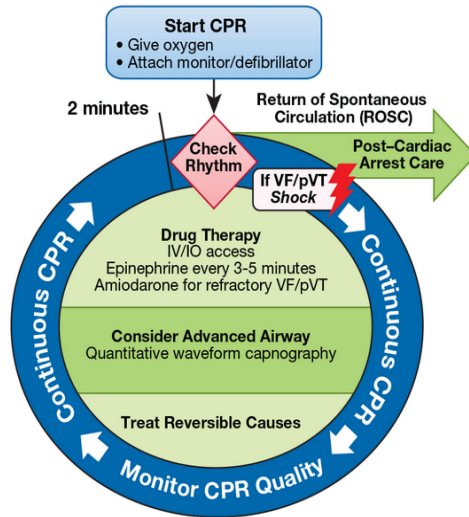 Start CPR
• Give oxygen
• Attach monitor/defibrillator
2 minutes
Return of Spontaneous
Circulation (ROSC)
Check
Rhythm
Post–Cardiac
Arrest Care
If VF/pVT
Shock
Drug Therapy
IV/IO access
Epinephrine every 3-5 minutes
Amiodarone for refractory VF/pVT
Consider Advanced Airway
Quantitative waveform capnography
Treat Reversible Causes
Continuous CPR
Continuous CPR
Monitor CPR Quality